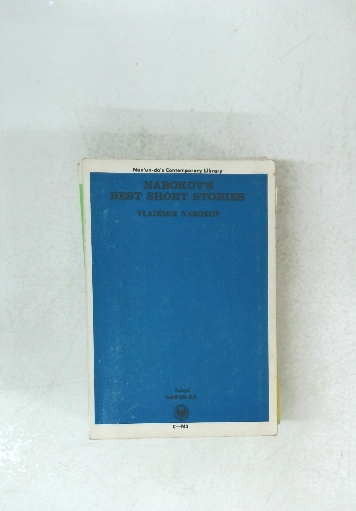 Nan'un-do's Contemporary Library
NABOKOV'S
BEST SHORT STORIES
VLADIMIR NABOKOV
Tokyo
NAN'UN-DO